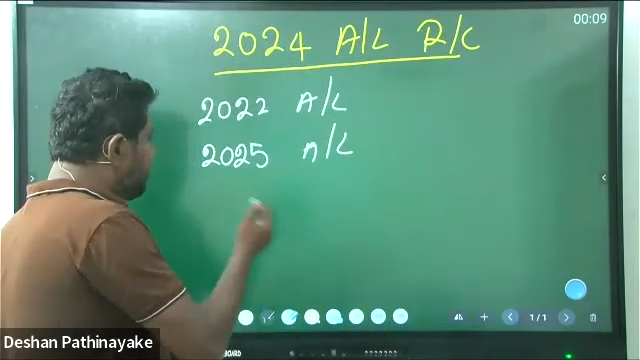 00:09
2024 A/L R/C
2022 A/L
2025 A/L
1/1
Deshan Pathinayake